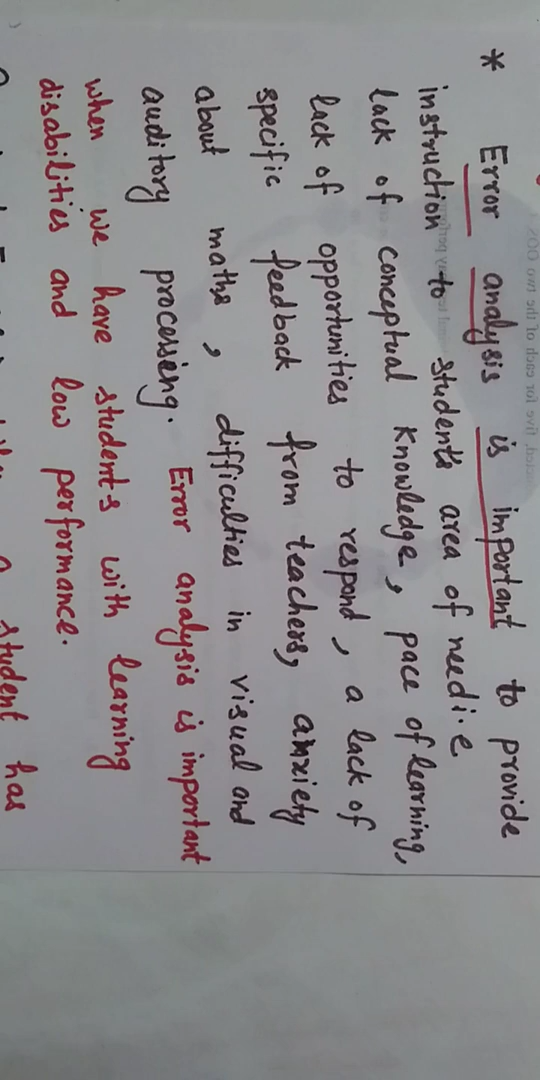 * Error analysis is important to provide
instruction to student's area of need i.e
lack of conceptual knowledge, pace of learning,
lack of opportunities to respond, a lack of
specific feedback from teachers, anxiety
about maths, difficulties in visual and
auditory processing. Error analysis is important
when we have students with learning
disabilities and low performance.
student has